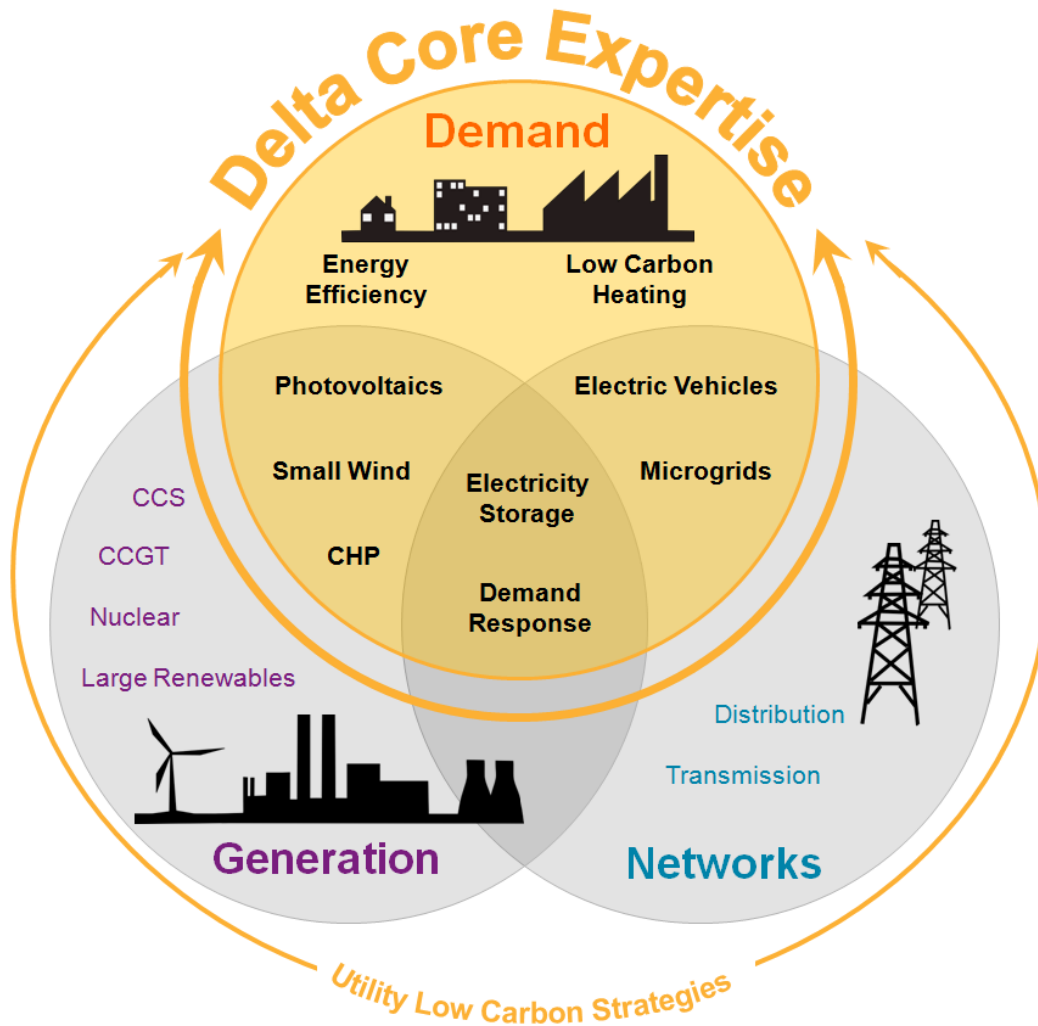 Delta Core Expertise
Demand
Energy
Efficiency
Low Carbon
Heating
Photovoltaics
Electric Vehicles
Small Wind
Electricity
Storage
Microgrids
CCS
CCGT
CHP
Demand
Response
Nuclear
Large Renewables
Distribution
Transmission
Generation
Networks
Utility Low Carbon Strategies